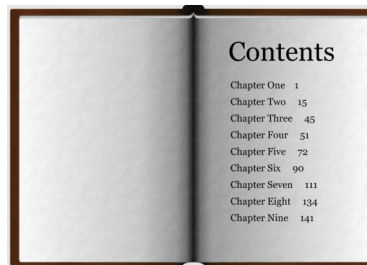 Contents
Chapter One 1
Chapter Two 15
Chapter Three 45
Chapter Four 51
Chapter Five 72
Chapter Six 90
Chapter Seven 111
Chapter Eight 134
Chapter Nine 141